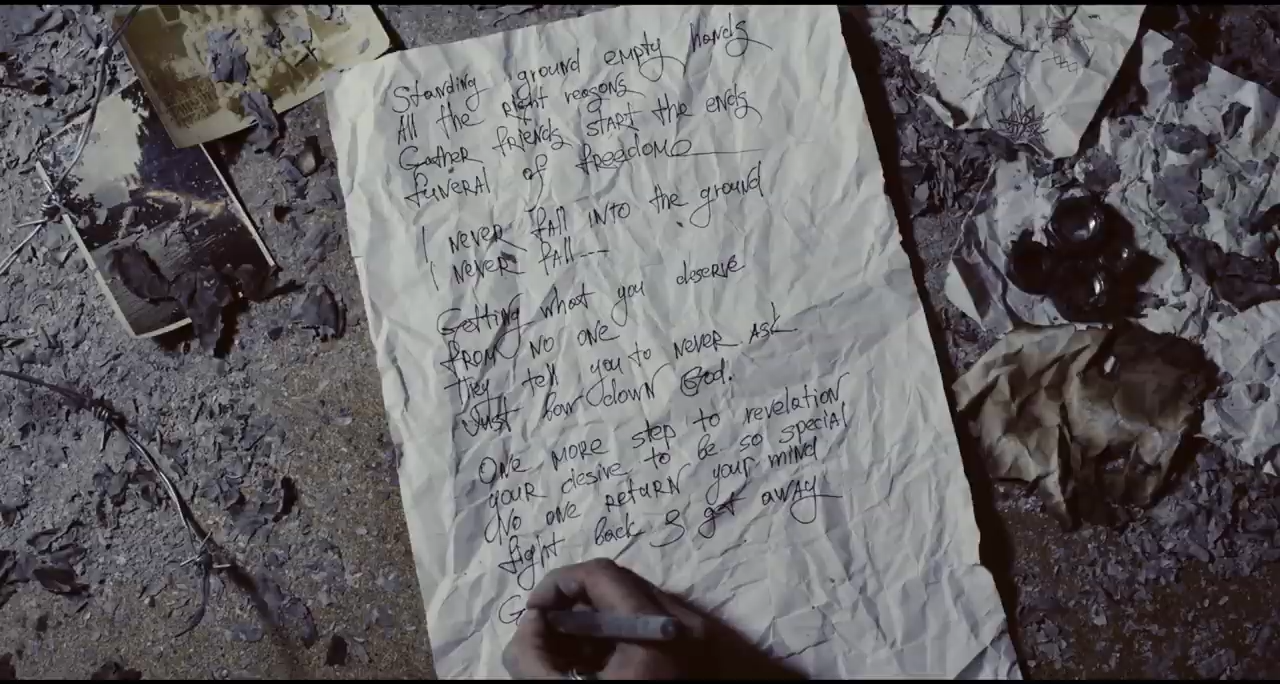 Standing ground empty hands
All the Right reasons
Gather friends START the ends
funeral of freedom
I NEVER fall INTO the ground
I NEVER fall---
Getting what you deserve
FROM NO ONE
They tell you to NEVER ASK
Just bow down God.
ONE MORE step to revelation
your desire to be so special
No one RETURN your mind
fight back & get away
G